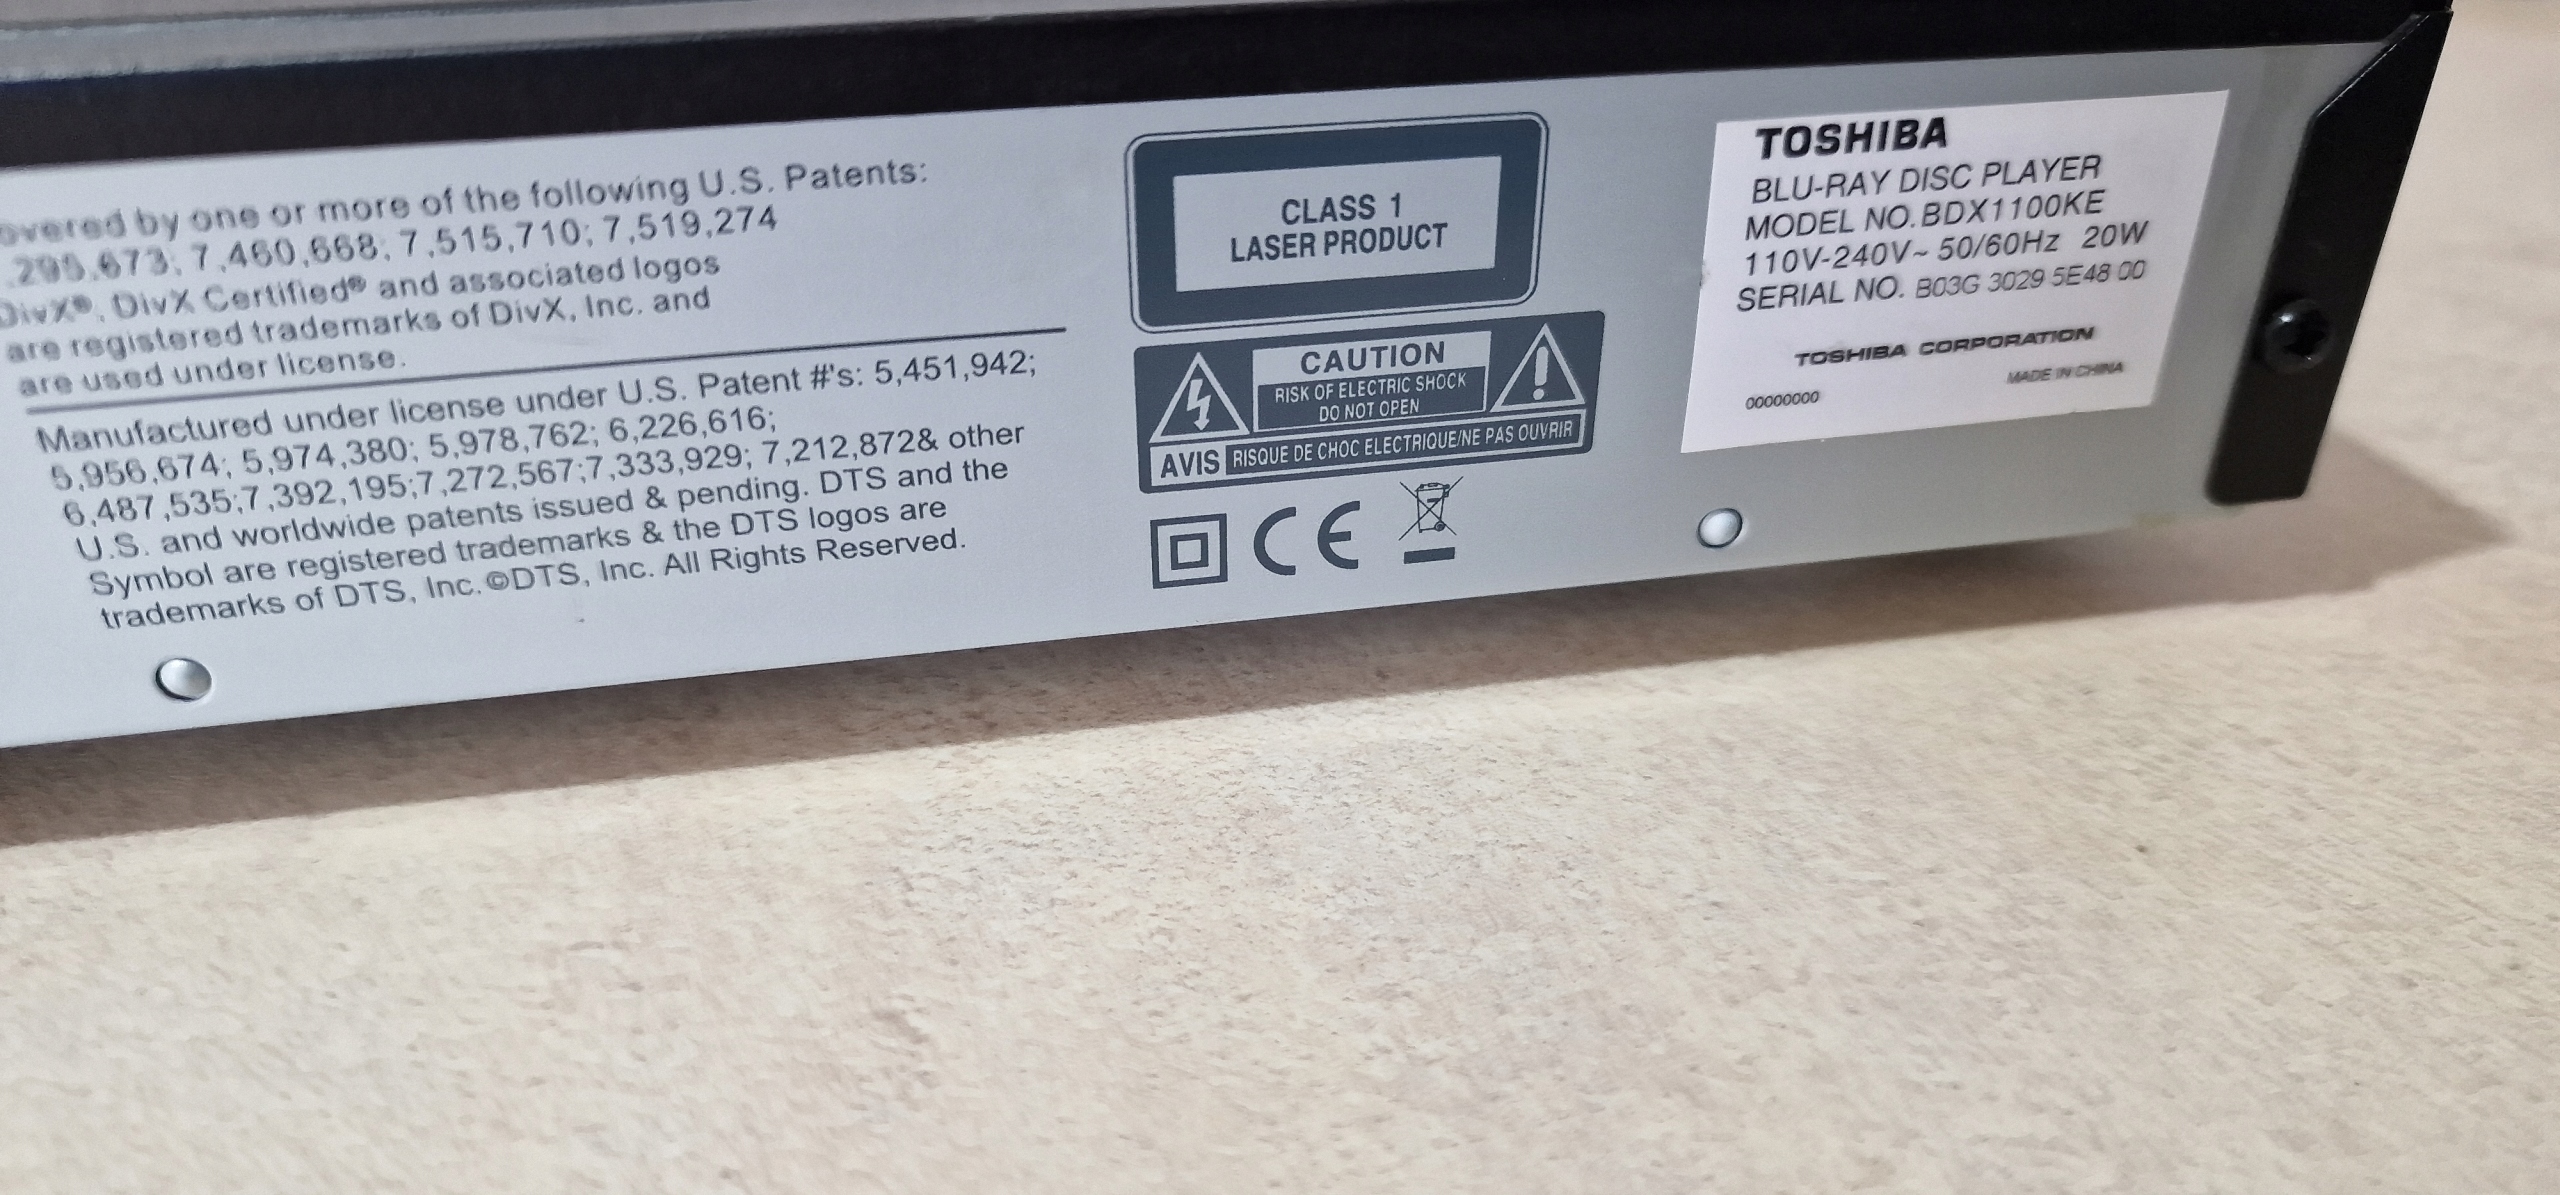 overed by one or more of the following U.S. Patents:
,295,673; 7,460,668; 7,515,710; 7,519,274
DivX®, DivX Certified® and associated logos
are registered trademarks of DivX, Inc. and
are used under license.
Manufactured under license under U.S. Patent #'s: 5,451,942;
5,956,674; 5,974,380; 5,978,762; 6,226,616;
6,487,535;7,392,195;7,272,567;7,333,929; 7,212,872& other
U.S. and worldwide patents issued & pending. DTS and the
Symbol are registered trademarks & the DTS logos are
trademarks of DTS, Inc.©DTS, Inc. All Rights Reserved.
CLASS 1
LASER PRODUCT
CAUTION
RISK OF ELECTRIC SHOCK
DO NOT OPEN
AVIS RISQUE DE CHOC ELECTRIQUE/NE PAS OUVRIR
CE
TOSHIBA
BLU-RAY DISC PLAYER
MODEL NO.BDX1100KE
110V-240V~ 50/60Hz 20W
SERIAL NO. B03G 3029 5E48 00
TOSHIBA CORPORATION
MADE IN CHINA
00000000